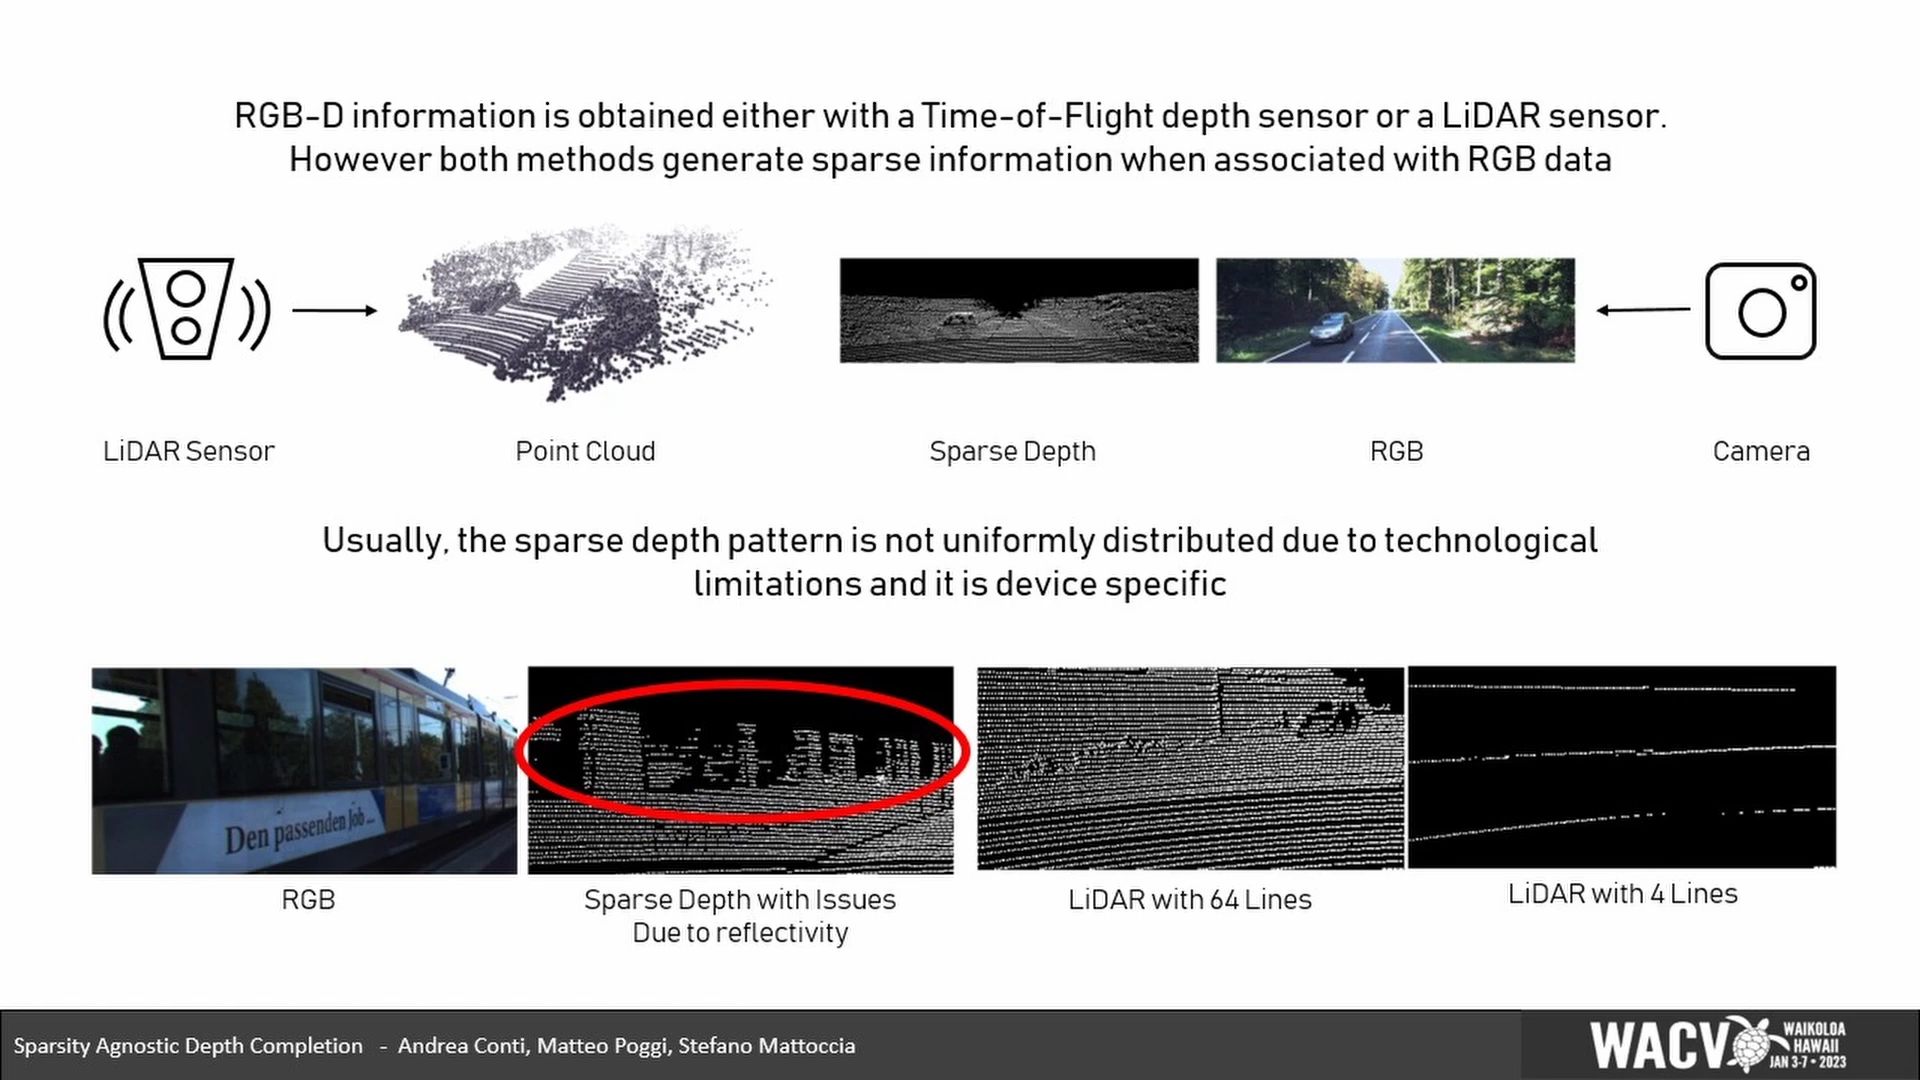 RGB-D information is obtained either with a Time-of-Flight depth sensor or a LiDAR sensor.
However both methods generate sparse information when associated with RGB data
LiDAR Sensor
Point Cloud
Sparse Depth
RGB
Camera
Usually, the sparse depth pattern is not uniformly distributed due to technological
limitations and it is device specific
Den passenden Job...
RGB
Sparse Depth with Issues
Due to reflectivity
LiDAR with 64 Lines
LiDAR with 4 Lines
Sparsity Agnostic Depth Completion - Andrea Conti, Matteo Poggi, Stefano Mattoccia
WACV
WAIKOLOA
HAWAII
JAN 3-7 • 2023